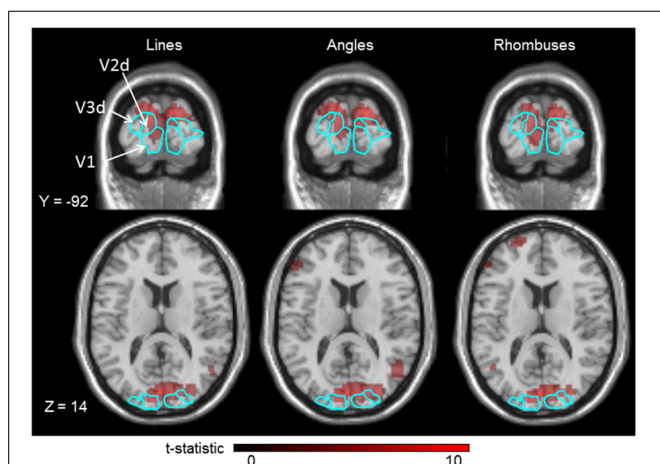 Lines Angles Rhombuses
V2d
V3d
V1
Y = -92
Z = 14
t-statistic
0 10